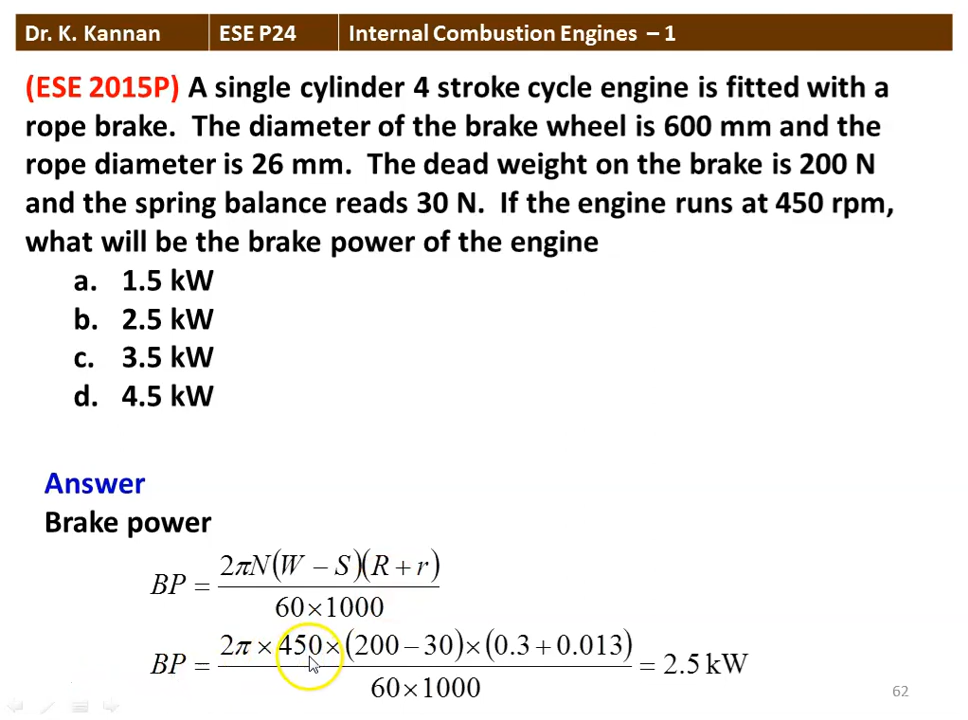 Dr. K. Kannan ESE P24 Internal Combustion Engines – 1
(ESE 2015P) A single cylinder 4 stroke cycle engine is fitted with a
rope brake. The diameter of the brake wheel is 600 mm and the
rope diameter is 26 mm. The dead weight on the brake is 200 N
and the spring balance reads 30 N. If the engine runs at 450 rpm,
what will be the brake power of the engine
a. 1.5 kW
b. 2.5 kW
c. 3.5 kW
d. 4.5 kW
Answer
Brake power
BP = 2πN(W − S)(R + r) / 60×1000
BP = 2π × 450 × (200 − 30) × (0.3 + 0.013) / 60×1000 = 2.5 kW
62